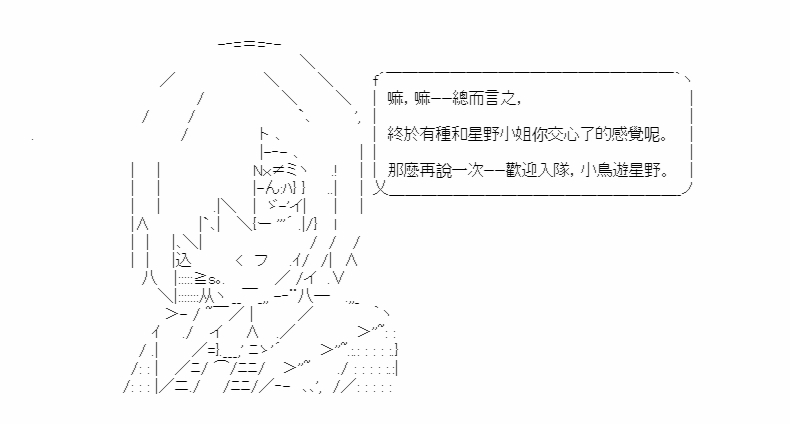 嘛，嘛——總而言之，
終於有種和星野小姐你交心了的感覺呢。
那麼再說一次——歡迎入隊，小鳥遊星野。